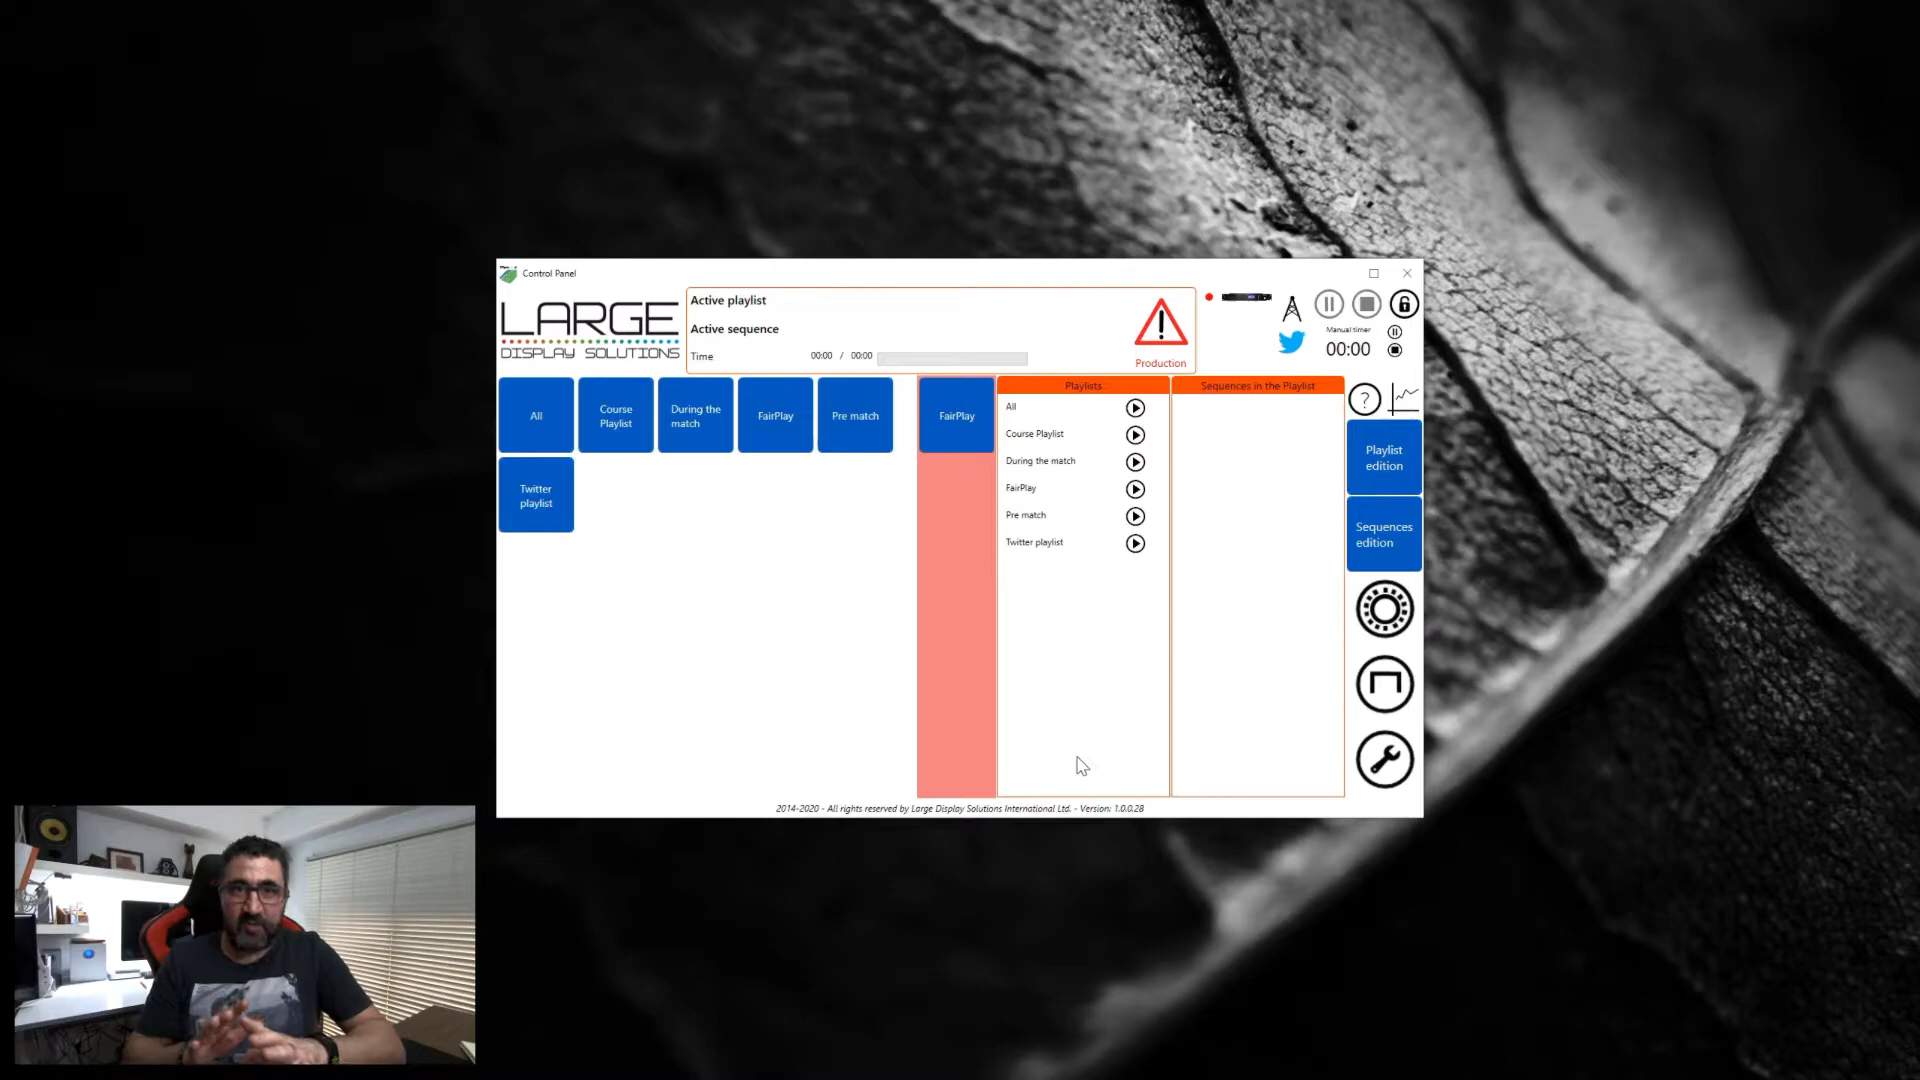 Control Panel
LARGE
DISPLAY SOLUTIONS
Active playlist
Active sequence
Time 00:00 / 00:00
Production
Manual timer
00:00
All
Course
Playlist
During the
match
FairPlay
Pre match
Twitter
playlist
FairPlay
Playlists
All
Course Playlist
During the match
FairPlay
Pre match
Twitter playlist
Sequences in the Playlist
?
Playlist
edition
Sequences
edition
2014-2020 - All rights reserved by Large Display Solutions International Ltd. - Version: 1.0.0.28